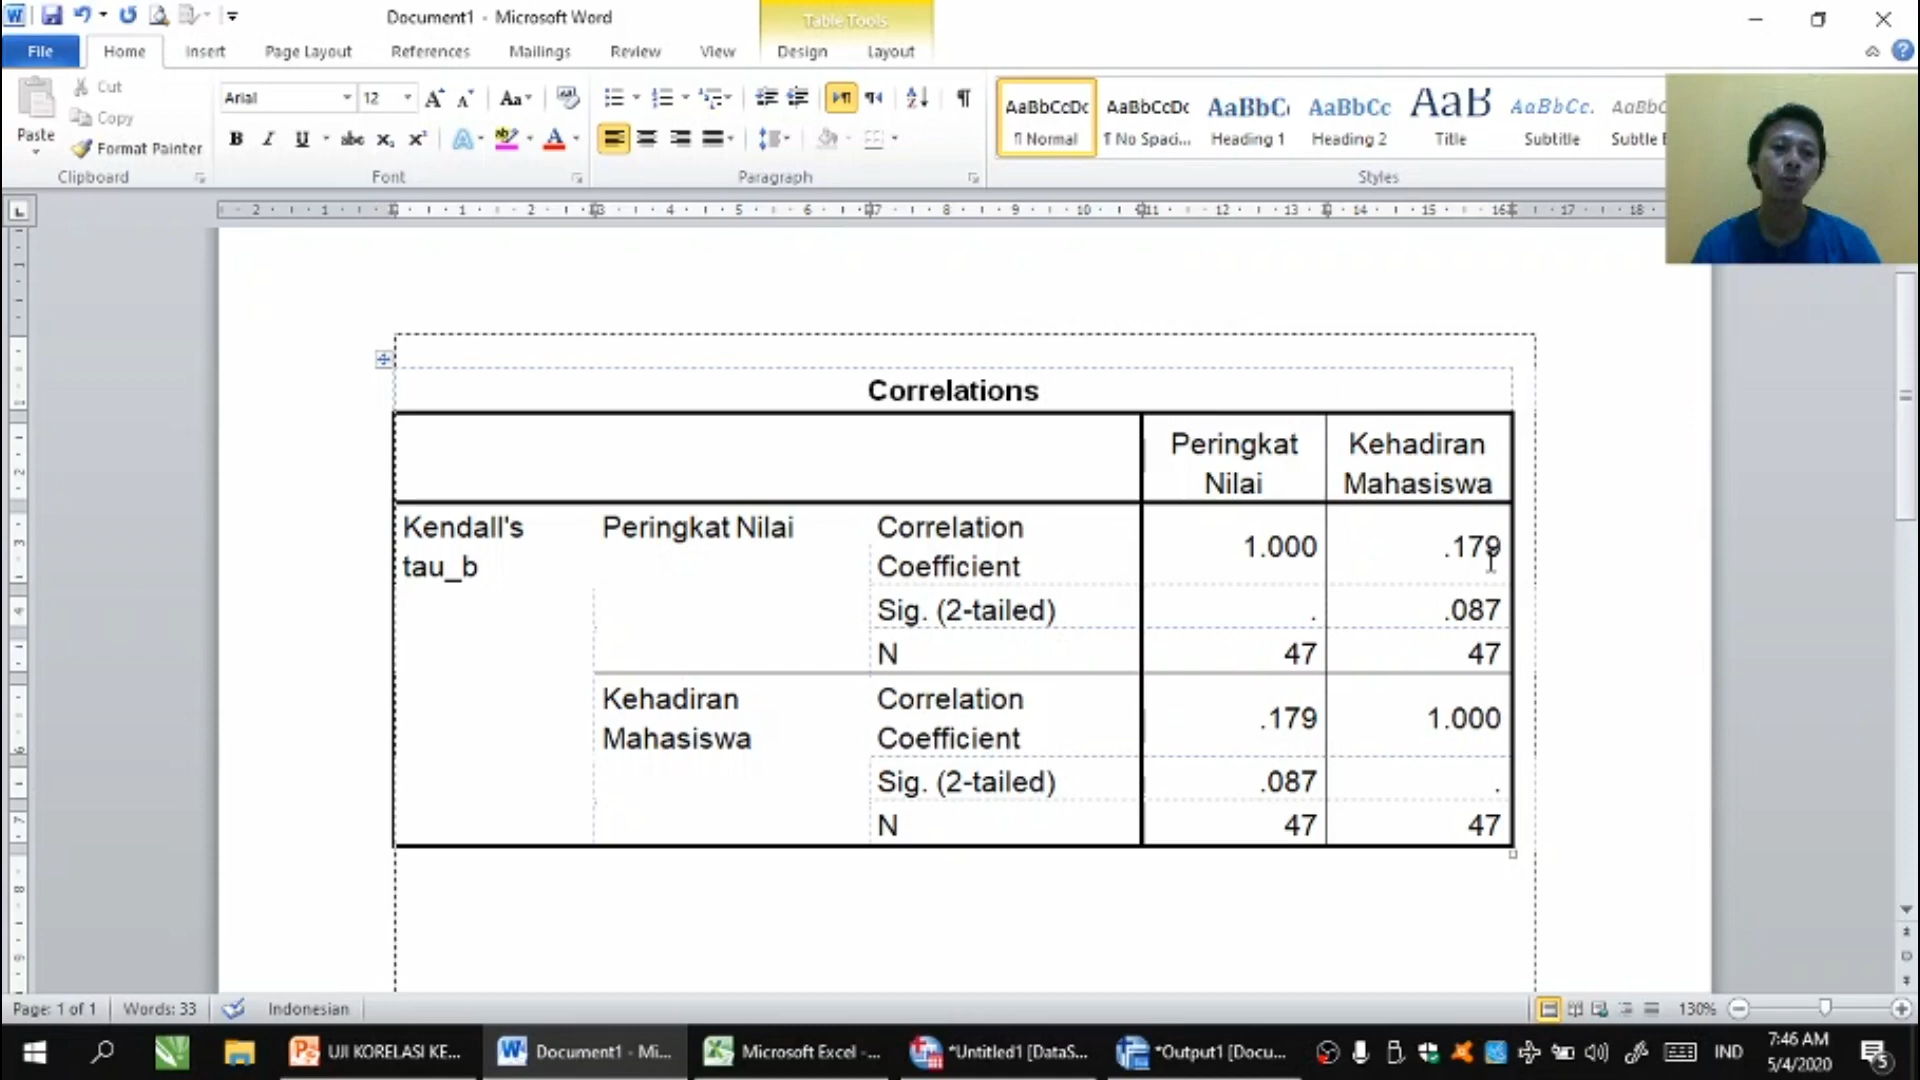 Document1 - Microsoft Word
Table Tools
File Home Insert Page Layout References Mailings Review View Design Layout
Cut
Copy
Paste
Format Painter
Arial 12
AaBbCcDc AaBbCcDc AaBbC AaBbCc AaB AaBbCc.
¶ Normal ¶ No Spaci... Heading 1 Heading 2 Title Subtitle Subtle
Clipboard Font Paragraph Styles
Correlations
Peringkat Nilai
Kehadiran Mahasiswa
Kendall's tau_b
Peringkat Nilai
Correlation Coefficient 1.000 .179
Sig. (2-tailed) . .087
N 47 47
Kehadiran Mahasiswa
Correlation Coefficient .179 1.000
Sig. (2-tailed) .087 .
N 47 47
Page: 1 of 1 Words: 33 Indonesian 130%
UJI KORELASI KE... Document1 - Mi... Microsoft Excel -... *Untitled1 [DataS... *Output1 [Docu... IND
7:46 AM
5/4/2020
5